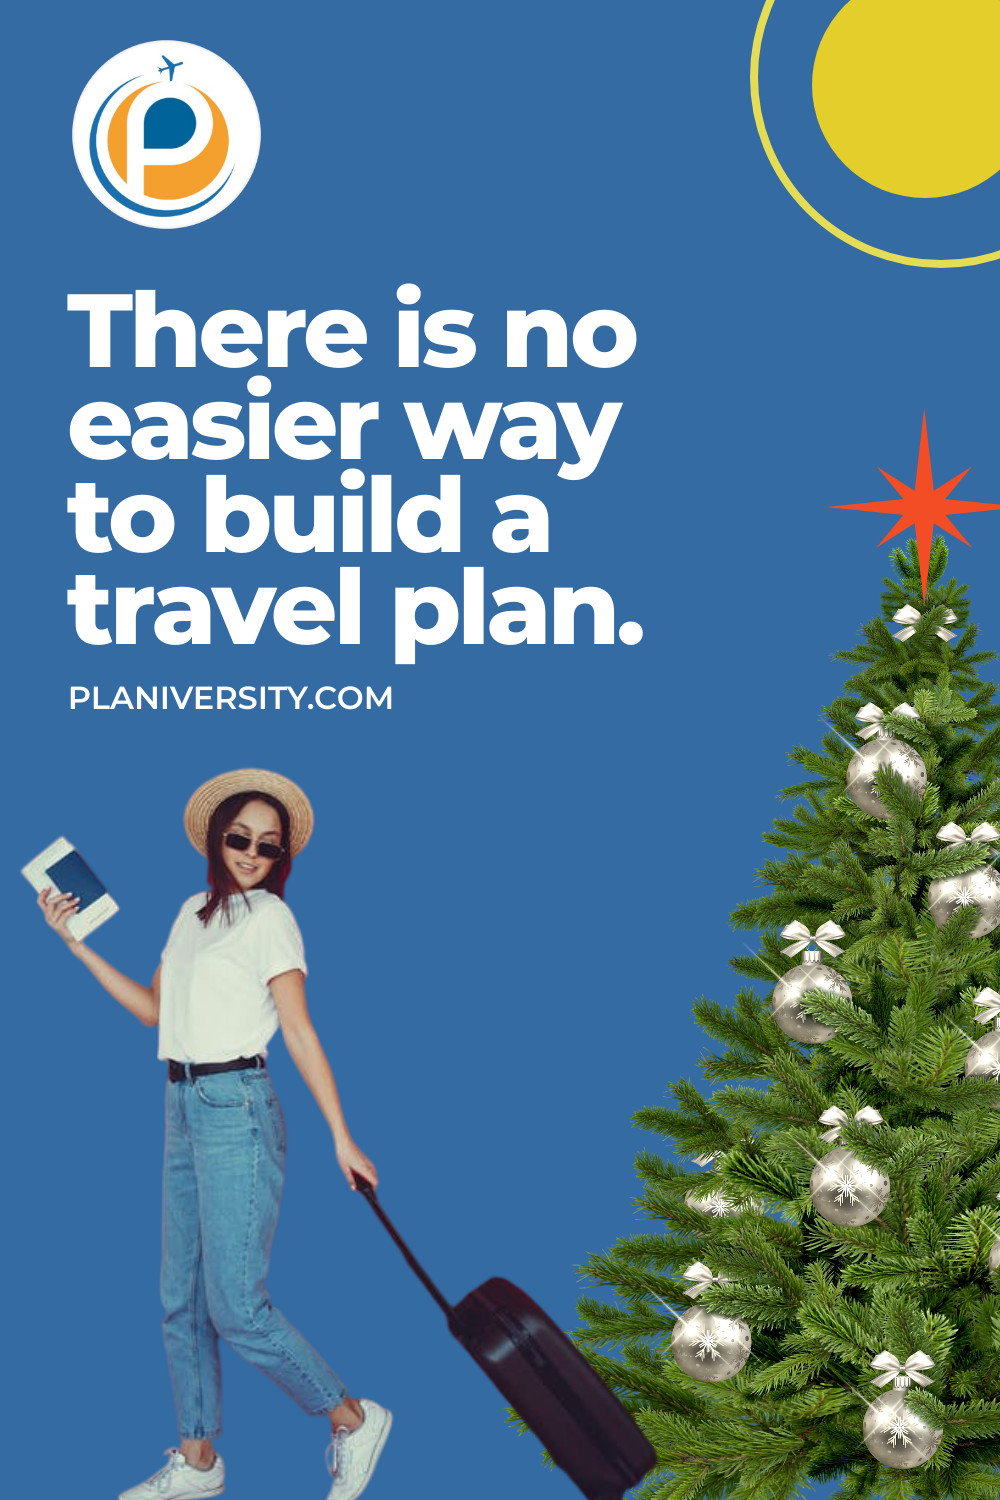 There is no
easier way
to build a
travel plan.
PLANIVERSITY.COM